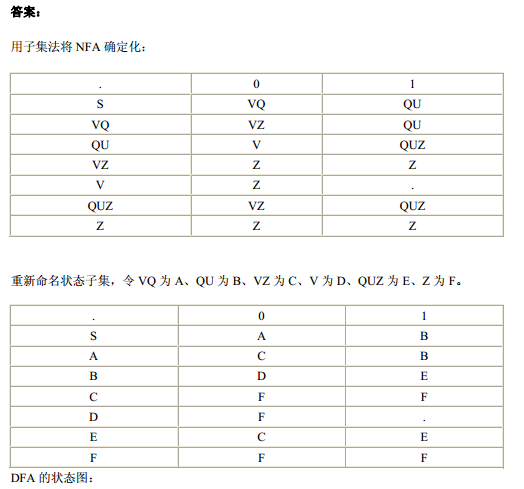 答案：
用子集法将 NFA 确定化：
. 0 1
S VQ QU
VQ VZ QU
QU V QUZ
VZ Z Z
V Z .
QUZ VZ QUZ
Z Z Z
重新命名状态子集，令 VQ 为 A、QU 为 B、VZ 为 C、V 为 D、QUZ 为 E、Z 为 F。
. 0 1
S A B
A C B
B D E
C F F
D F .
E C E
F F F
DFA 的状态图：